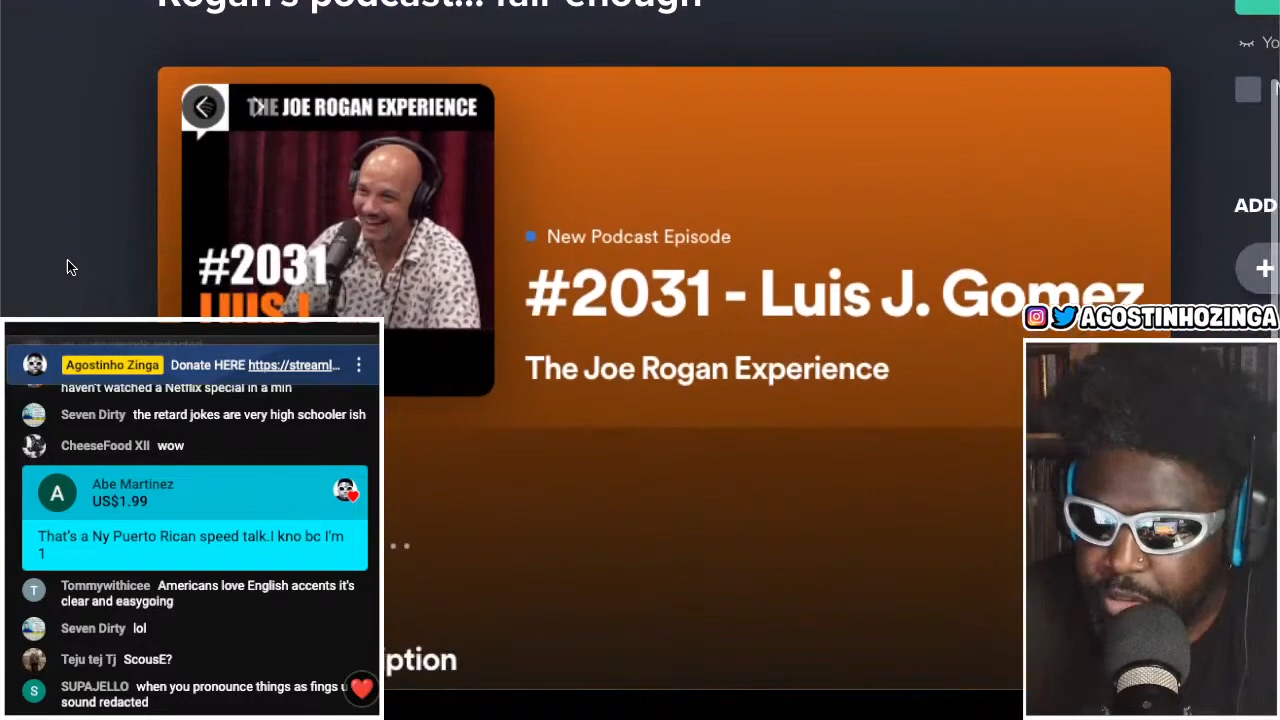 Rogan's podcast... fair enough
Yo
THE JOE ROGAN EXPERIENCE
#2031
LUIS J
New Podcast Episode
#2031 - Luis J. Gomez
The Joe Rogan Experience
ADD
AGOSTINHOZINGA
Agostinho Zinga Donate HERE https://streaml...
haven't watched a Netflix special in a min
Seven Dirty the retard jokes are very high schooler ish
CheeseFood XII wow
A
Abe Martinez
US$1.99
That's a Ny Puerto Rican speed talk.I kno bc I'm
1
T
Tommywithicee Americans love English accents it's
clear and easygoing
Seven Dirty lol
Teju tej Tj ScousE?
S
SUPAJELLO when you pronounce things as fings u
sound redacted
iption